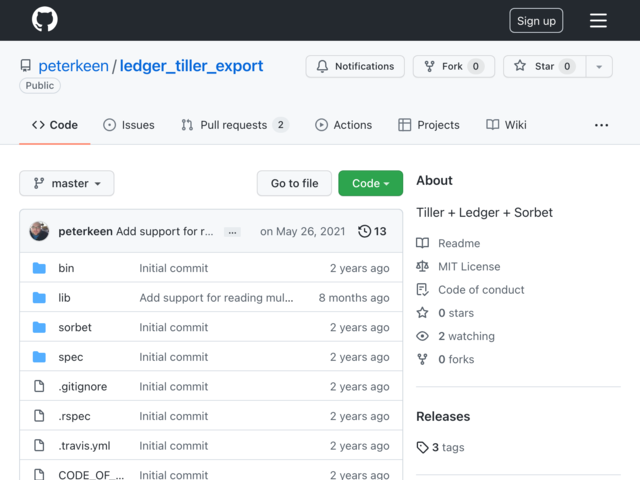 Sign up
peterkeen / ledger_tiller_export
Public
Notifications
Fork 0
Star 0
Code
Issues
Pull requests 2
Actions
Projects
Wiki
master
Go to file
Code
peterkeen Add support for r... ... on May 26, 2021 13
bin Initial commit 2 years ago
lib Add support for reading mul... 8 months ago
sorbet Initial commit 2 years ago
spec Initial commit 2 years ago
.gitignore Initial commit 2 years ago
.rspec Initial commit 2 years ago
.travis.yml Initial commit 2 years ago
CODE_OF_... Initial commit 2 years ago
About
Tiller + Ledger + Sorbet
Readme
MIT License
Code of conduct
0 stars
2 watching
0 forks
Releases
3 tags